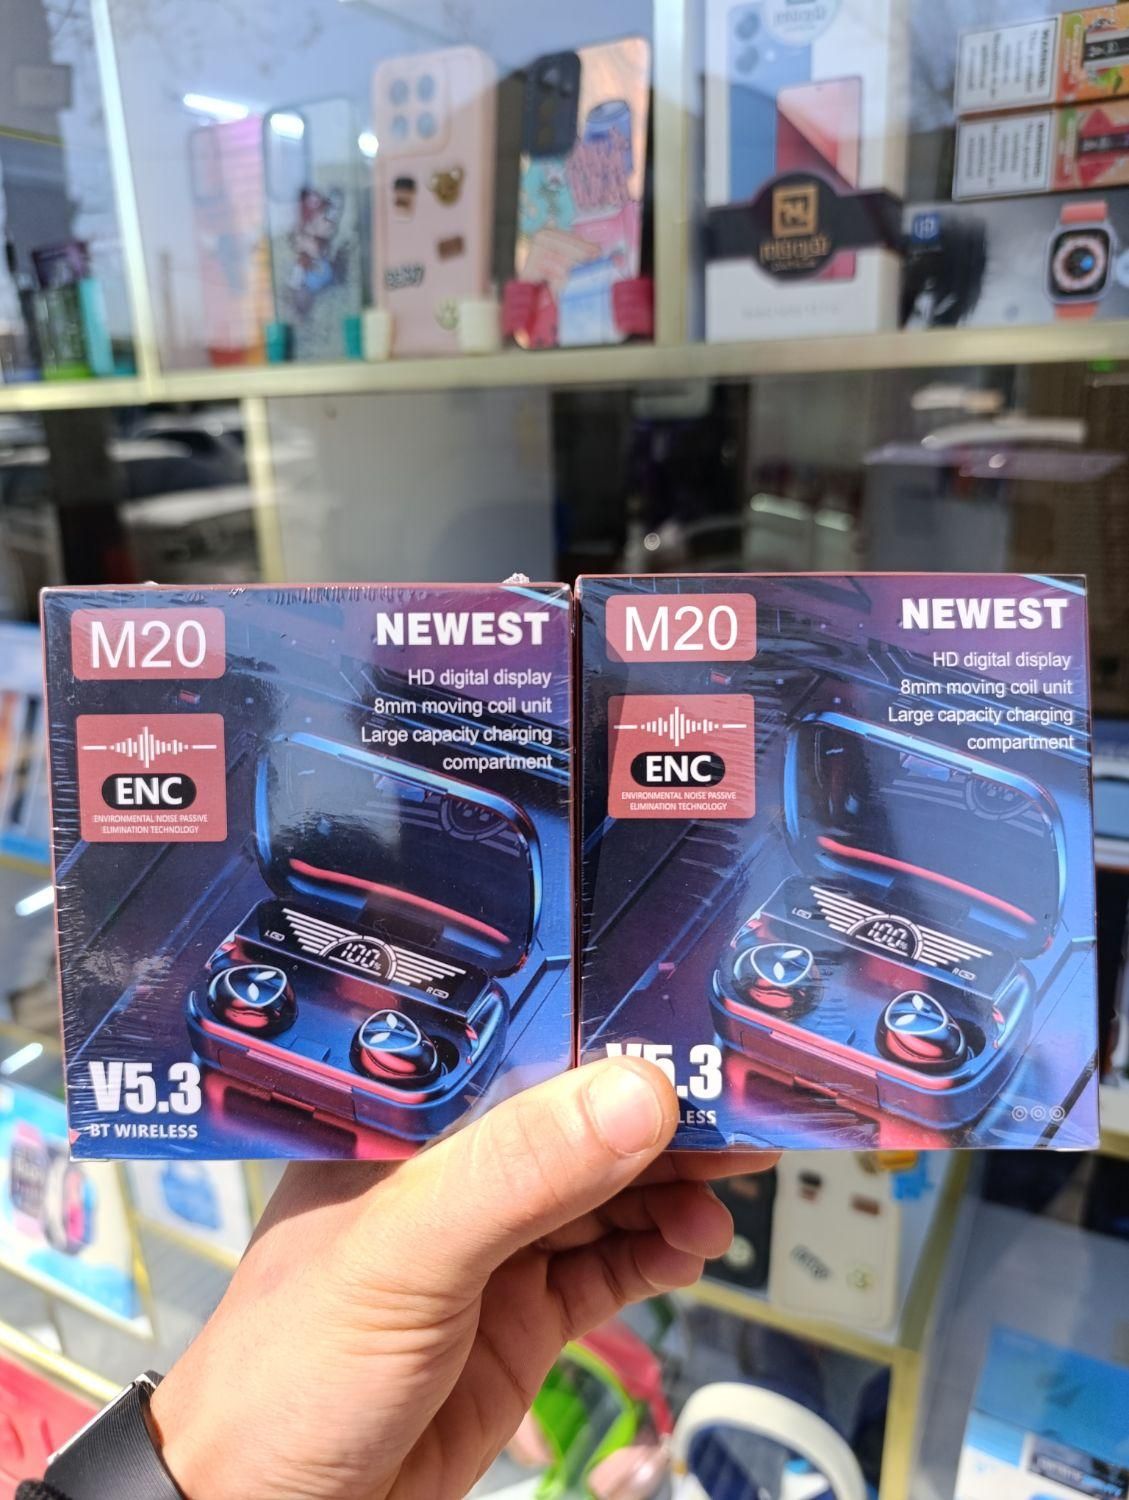 M20
NEWEST
HD digital display
8mm moving coil unit
Large capacity charging
compartment
ENC
ENVIRONMENTAL NOISE PASSIVE
ELIMINATION TECHNOLOGY
100%
L
R
V5.3
BT WIRELESS
M20
NEWEST
HD digital display
8mm moving coil unit
Large capacity charging
compartment
ENC
ENVIRONMENTAL NOISE PASSIVE
ELIMINATION TECHNOLOGY
100%
L
R
V5.3
LESS